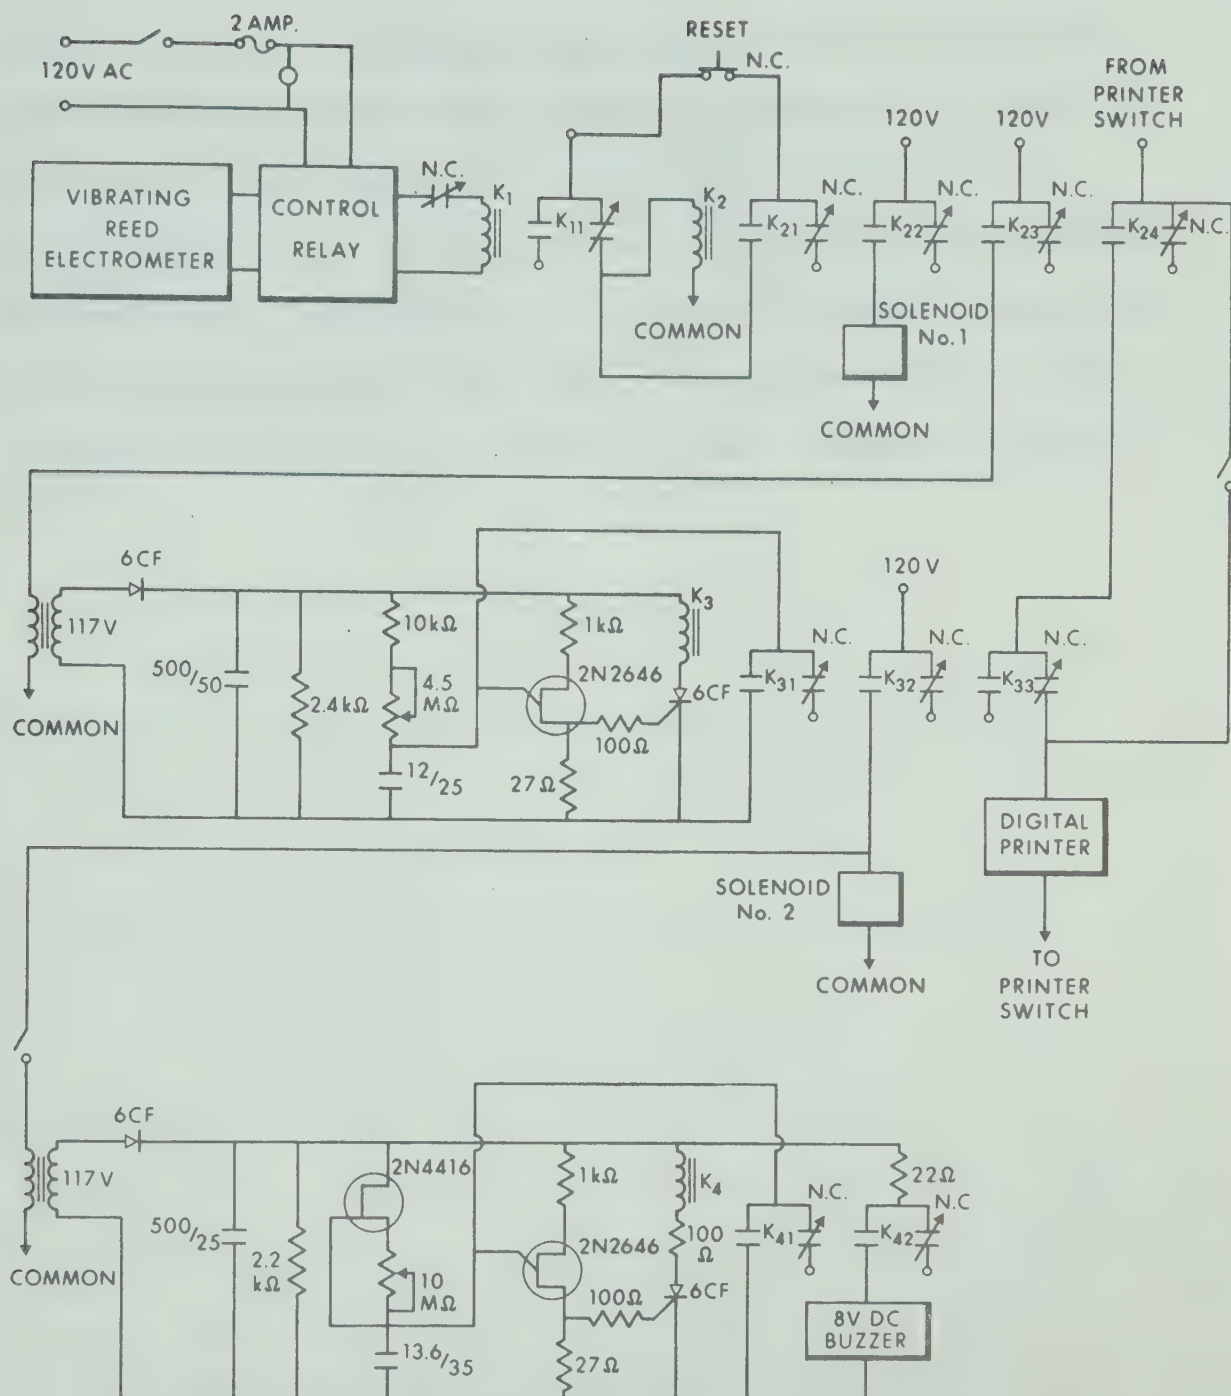 2 AMP.
120V AC
VIBRATING
REED
ELECTROMETER
CONTROL
RELAY
N.C.
K1
RESET
N.C.
K11
K2
COMMON
K21
N.C.
120V
K22
N.C.
SOLENOID
No.1
COMMON
120V
K23
N.C.
FROM
PRINTER
SWITCH
K24
N.C.
6CF
117V
COMMON
500/50
2.4kΩ
10kΩ
4.5
MΩ
12/25
1kΩ
2N2646
100Ω
27Ω
K3
6CF
K31
N.C.
120V
K32
N.C.
K33
N.C.
SOLENOID
No. 2
COMMON
DIGITAL
PRINTER
TO
PRINTER
SWITCH
6CF
117V
COMMON
500/25
2.2
kΩ
2N4416
10
MΩ
13.6/35
1kΩ
2N2646
100Ω
27Ω
K4
100
Ω
6CF
K41
N.C.
22Ω
K42
N.C
8V DC
BUZZER